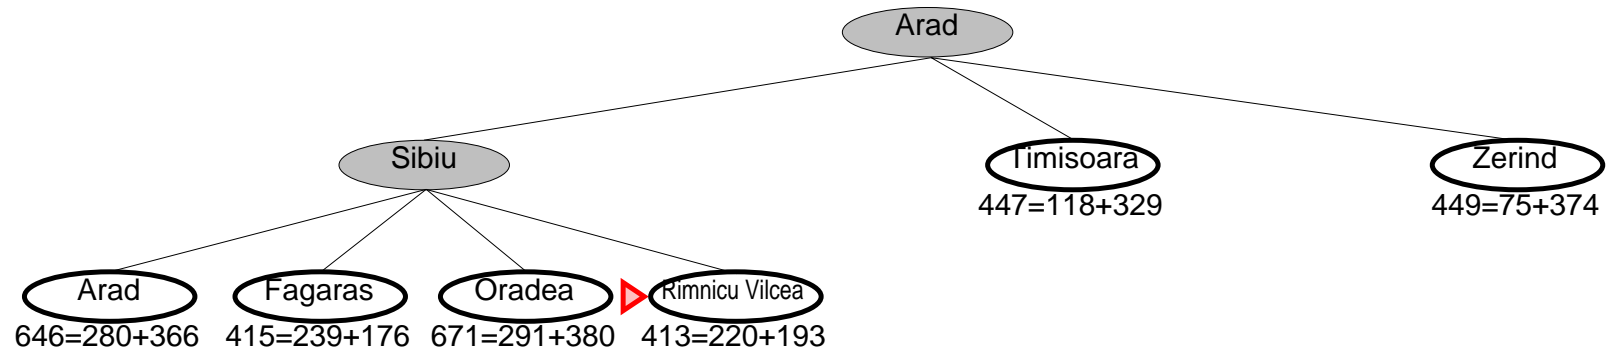 Arad
Sibiu Timisoara Zerind
447=118+329 449=75+374
Arad Fagaras Oradea Rimnicu Vilcea
646=280+366 415=239+176 671=291+380 413=220+193